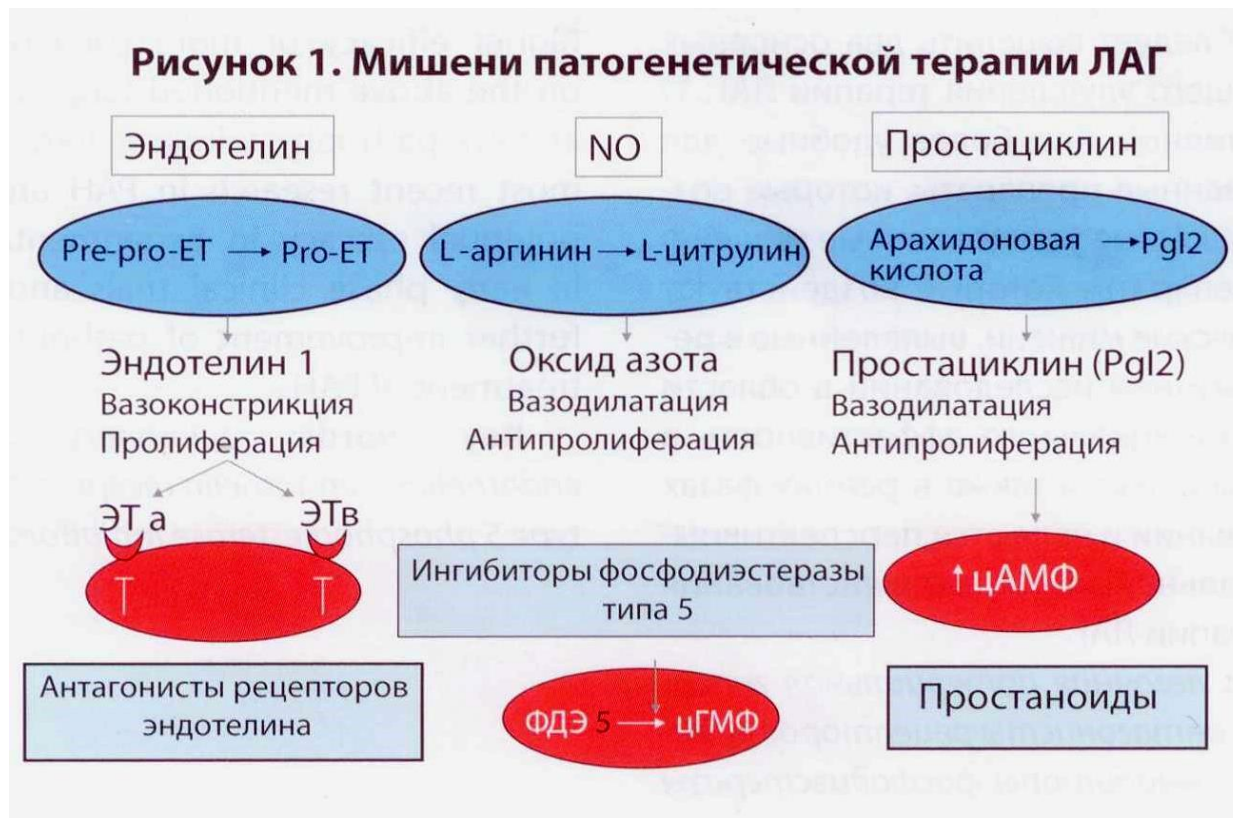 Рисунок 1. Мишени патогенетической терапии ЛАГ
Эндотелин
NO
Простациклин
Pre-pro-ET → Pro-ET
L-аргинин → L-цитрулин
Арахидоновая → PgI2
кислота
Эндотелин 1
Вазоконстрикция
Пролиферация
Оксид азота
Вазодилатация
Антипролиферация
Простациклин (PgI2)
Вазодилатация
Антипролиферация
ЭТ а
ЭТв
Ингибиторы фосфодиэстеразы
типа 5
↑ цАМФ
Антагонисты рецепторов
эндотелина
ФДЭ 5 → цГМФ
Простаноиды